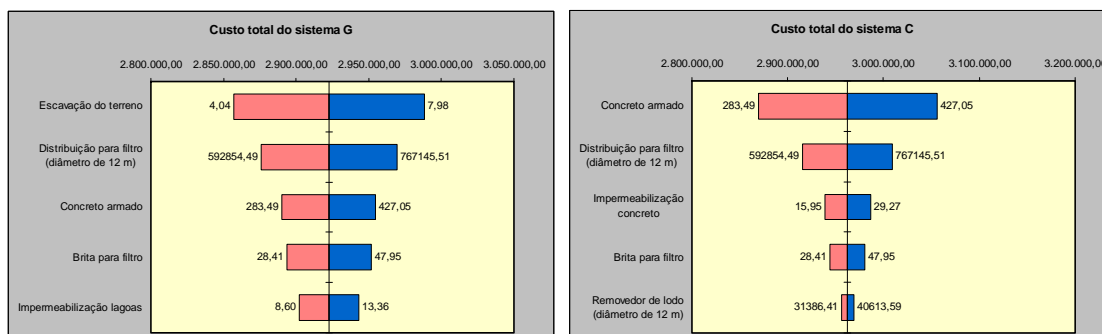 Custo total do sistema G
2.800.000,00 2.850.000,00 2.900.000,00 2.950.000,00 3.000.000,00 3.050.000,00
Escavação do terreno
4,04 7,98
Distribuição para filtro
(diâmetro de 12 m)
592854,49 767145,51
Concreto armado
283,49 427,05
Brita para filtro
28,41 47,95
Impermeabilização lagoas
8,60 13,36
Custo total do sistema C
2.800.000,00 2.900.000,00 3.000.000,00 3.100.000,00 3.200.000,00
Concreto armado
283,49 427,05
Distribuição para filtro
(diâmetro de 12 m)
592854,49 767145,51
Impermeabilização
concreto
15,95 29,27
Brita para filtro
28,41 47,95
Removedor de lodo
(diâmetro de 12 m)
31386,41 40613,59